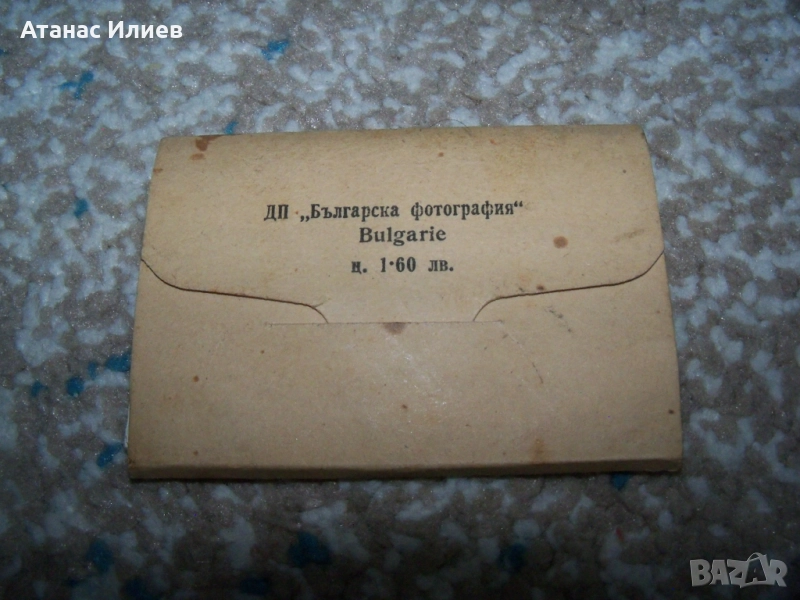 Атанас Илиев
ДП „Българска фотография“
Bulgarie
ц. 1·60 лв.
BAZAR